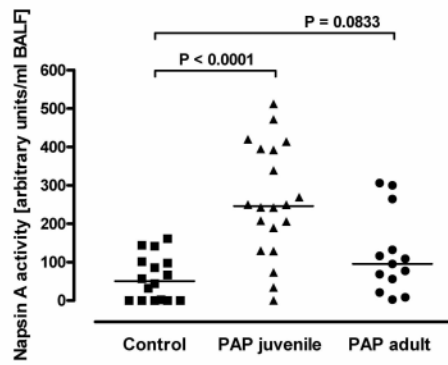 P = 0.0833
P < 0.0001
Napsin A activity [arbitrary units/ml BALF]
600
500
400
300
200
100
0
Control PAP juvenile PAP adult